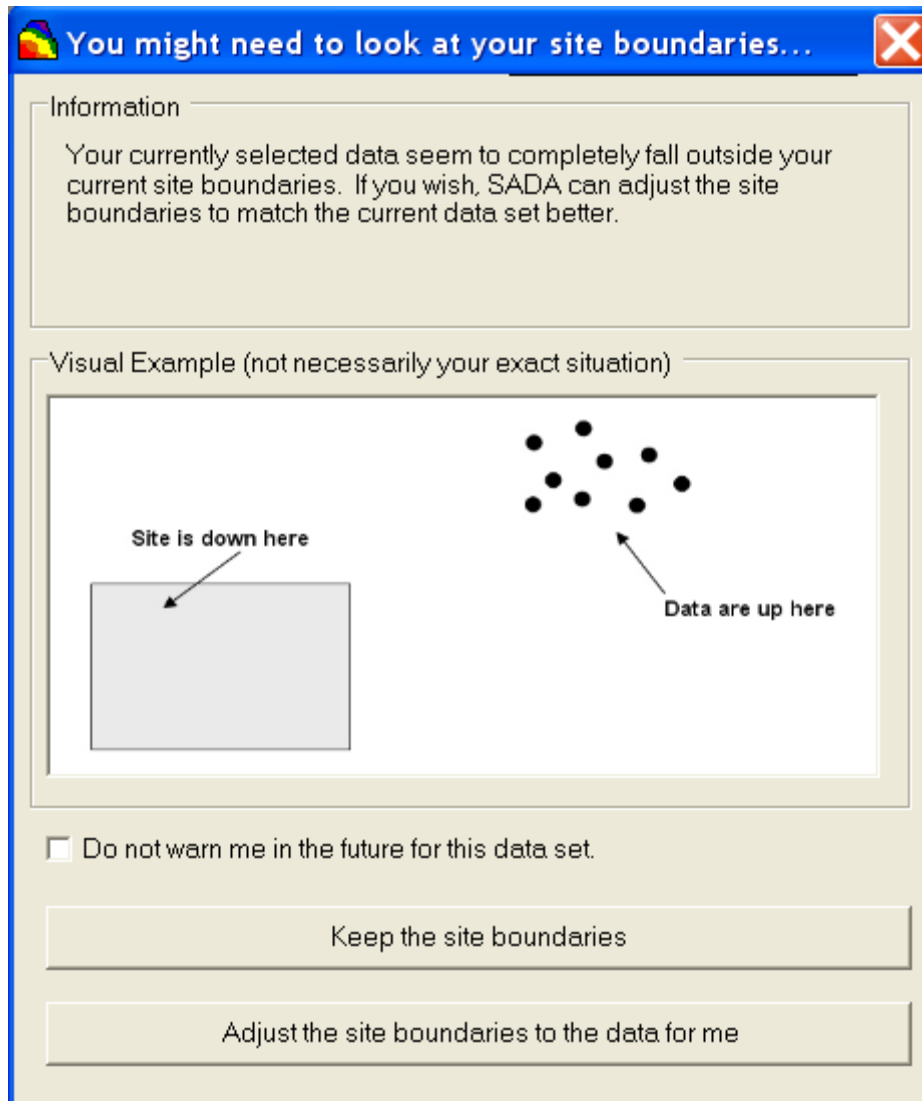 You might need to look at your site boundaries...
Information
Your currently selected data seem to completely fall outside your
current site boundaries. If you wish, SADA can adjust the site
boundaries to match the current data set better.
Visual Example (not necessarily your exact situation)
Site is down here
Data are up here
Do not warn me in the future for this data set.
Keep the site boundaries
Adjust the site boundaries to the data for me